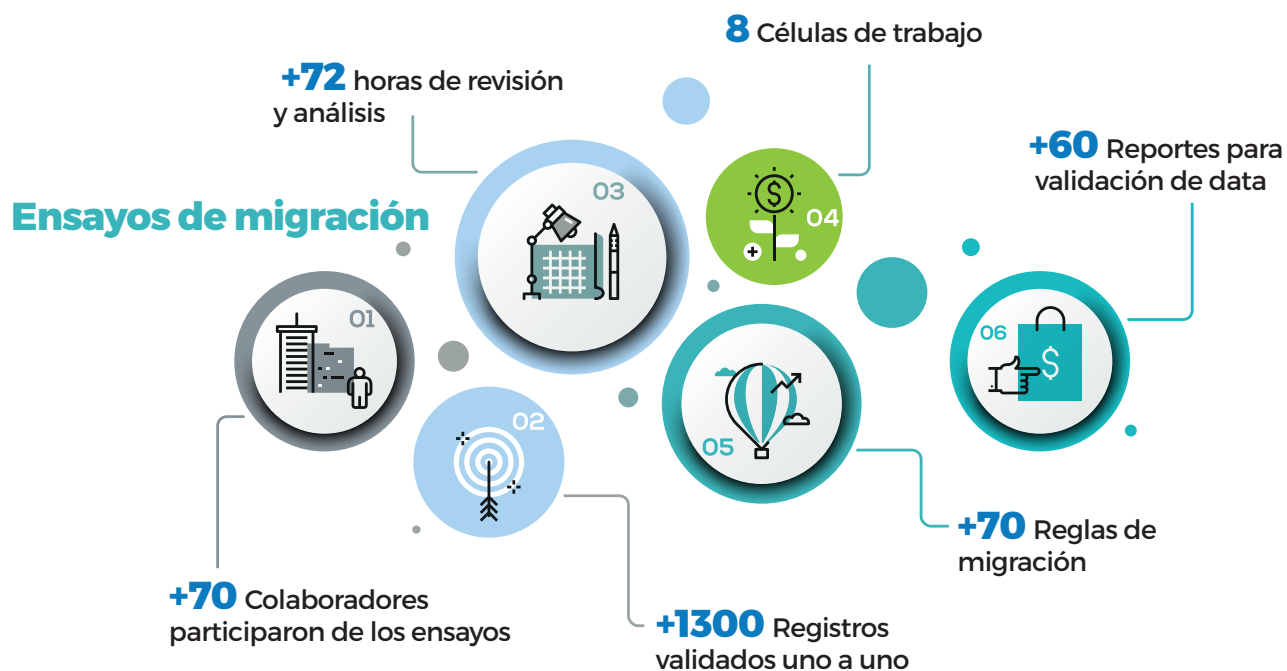 8 Células de trabajo
+72 horas de revisión
y análisis
+60 Reportes para
validación de data
Ensayos de migración
03
04
01
06
02
05
+70 Reglas de
migración
+70 Colaboradores
participaron de los ensayos
+1300 Registros
validados uno a uno